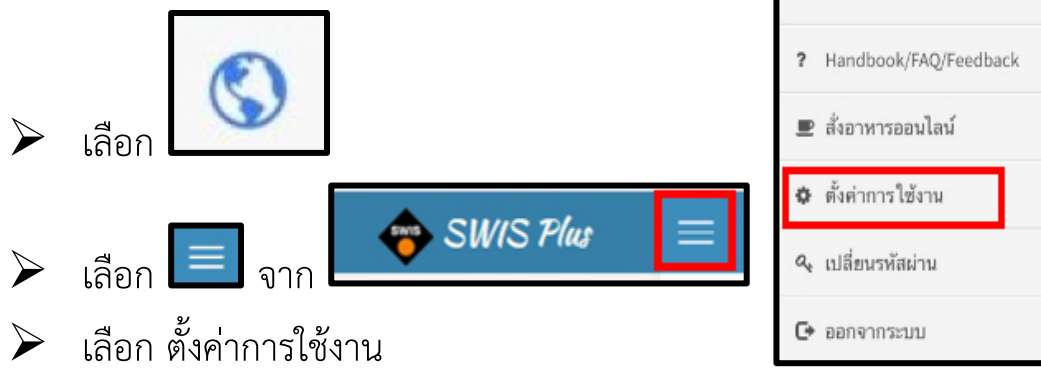 ➢ เลือก
➢ เลือก จาก SWIS SWIS Plus
➢ เลือก ตั้งค่าการใช้งาน
? Handbook/FAQ/Feedback
สั่งอาหารออนไลน์
ตั้งค่าการใช้งาน
เปลี่ยนรหัสผ่าน
ออกจากระบบ